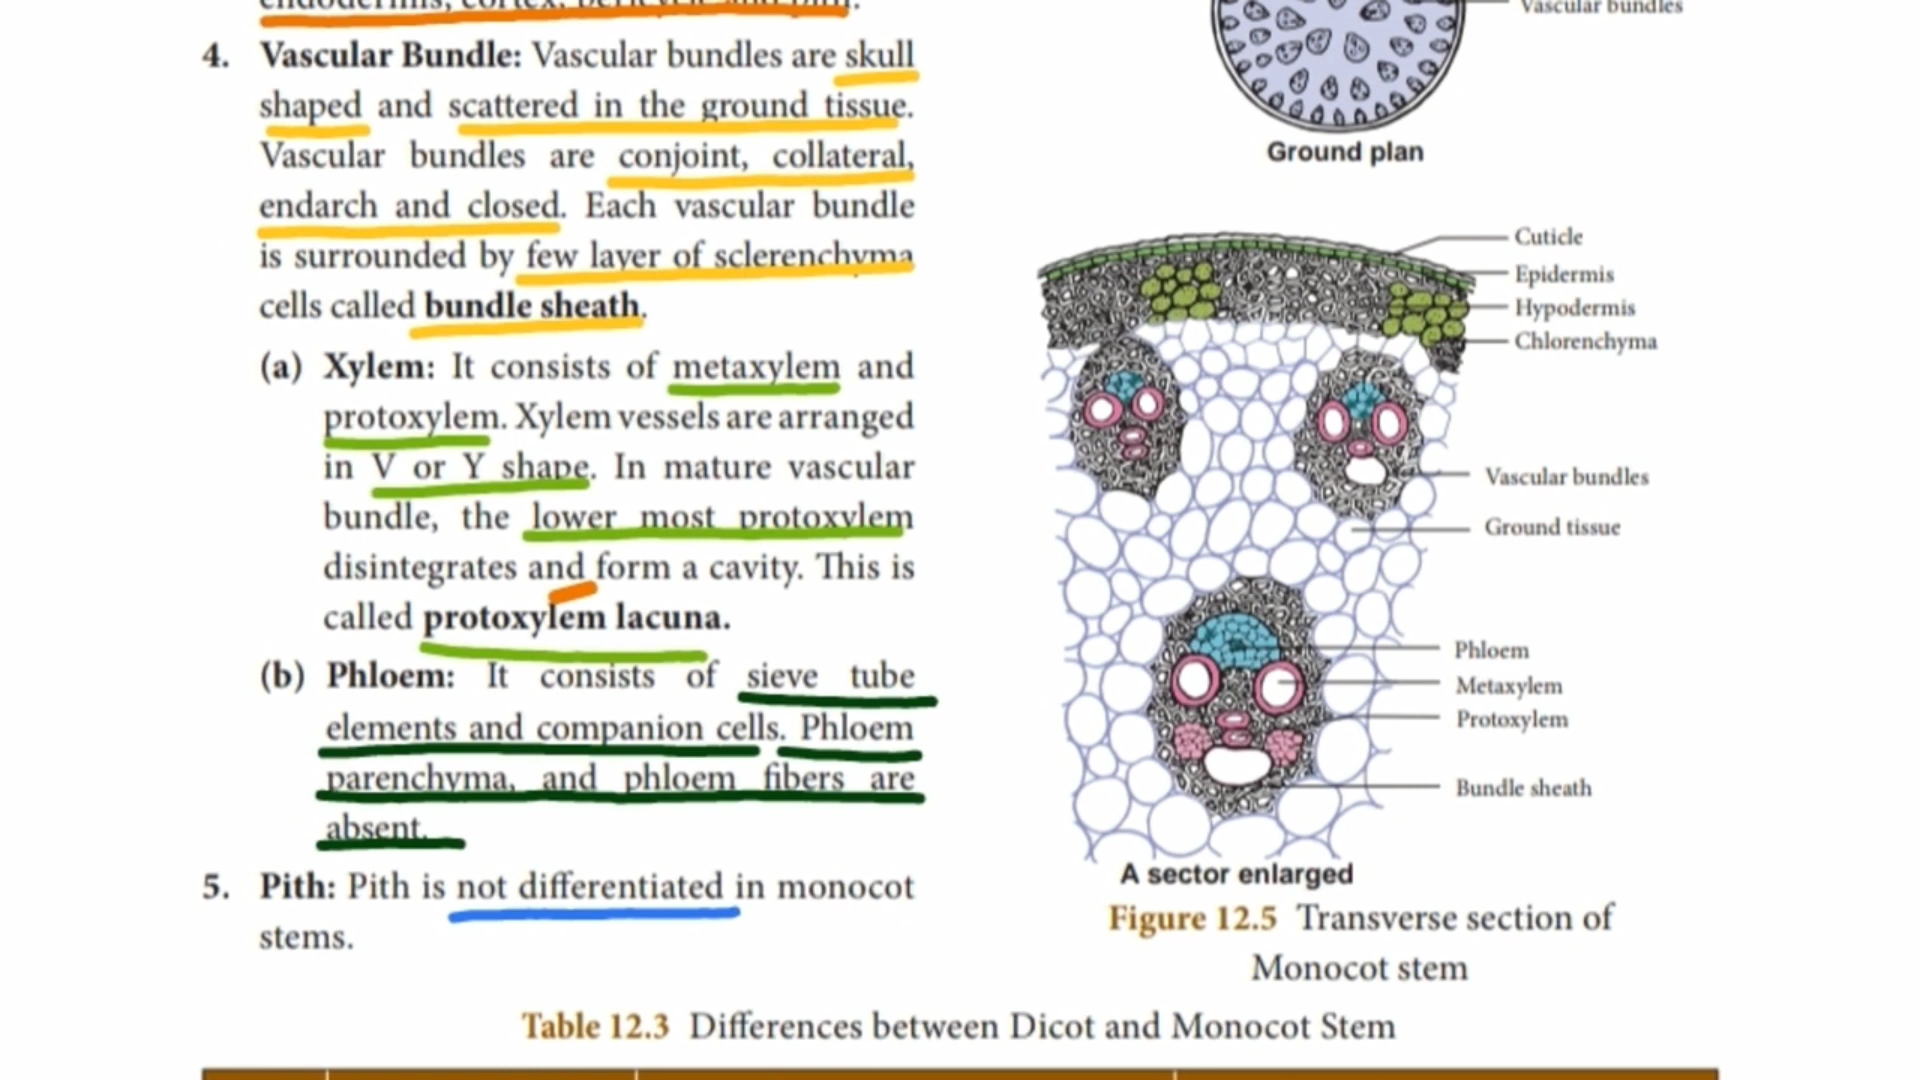 endodermis, cortex, pericycle and pith.
4. Vascular Bundle: Vascular bundles are skull
shaped and scattered in the ground tissue.
Vascular bundles are conjoint, collateral,
endarch and closed. Each vascular bundle
is surrounded by few layer of sclerenchyma
cells called bundle sheath.
(a) Xylem: It consists of metaxylem and
protoxylem. Xylem vessels are arranged
in V or Y shape. In mature vascular
bundle, the lower most protoxylem
disintegrates and form a cavity. This is
called protoxylem lacuna.
(b) Phloem: It consists of sieve tube
elements and companion cells. Phloem
parenchyma, and phloem fibers are
absent.
5. Pith: Pith is not differentiated in monocot
stems.
Vascular bundles
Ground plan
Cuticle
Epidermis
Hypodermis
Chlorenchyma
Vascular bundles
Ground tissue
Phloem
Metaxylem
Protoxylem
Bundle sheath
A sector enlarged
Figure 12.5 Transverse section of
Monocot stem
Table 12.3 Differences between Dicot and Monocot Stem